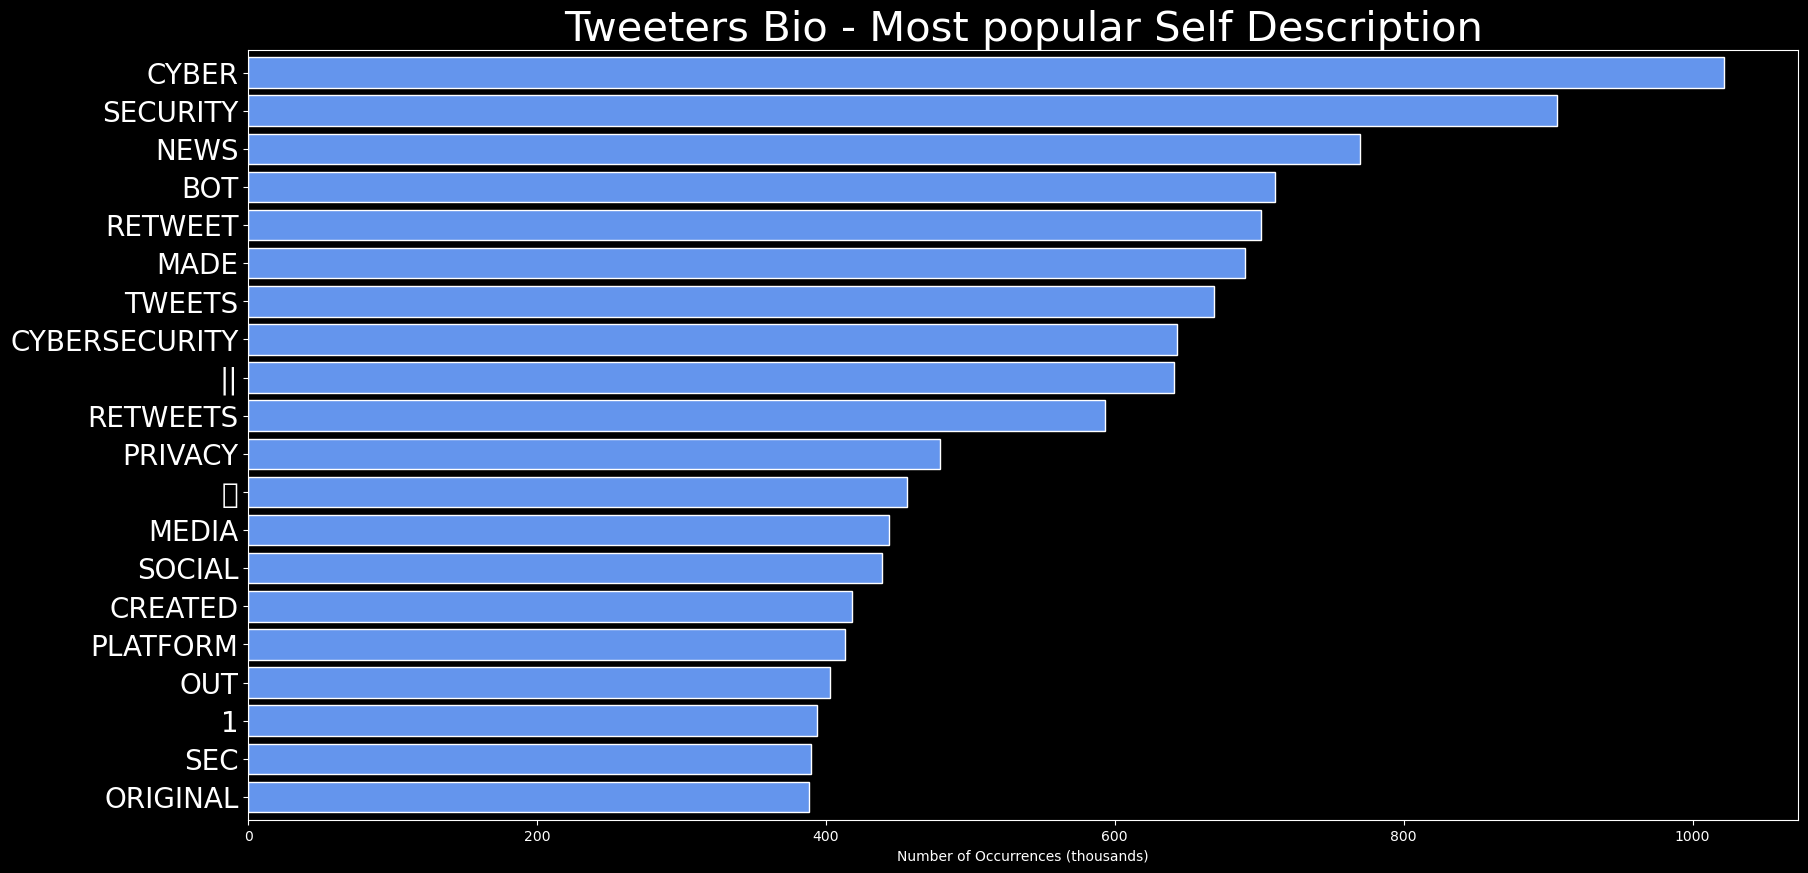 Tweeters Bio - Most popular Self Description
CYBER
SECURITY
NEWS
BOT
RETWEET
MADE
TWEETS
CYBERSECURITY
||
RETWEETS
PRIVACY
MEDIA
SOCIAL
CREATED
PLATFORM
OUT
1
SEC
ORIGINAL
0 200 400 600 800 1000
Number of Occurrences (thousands)